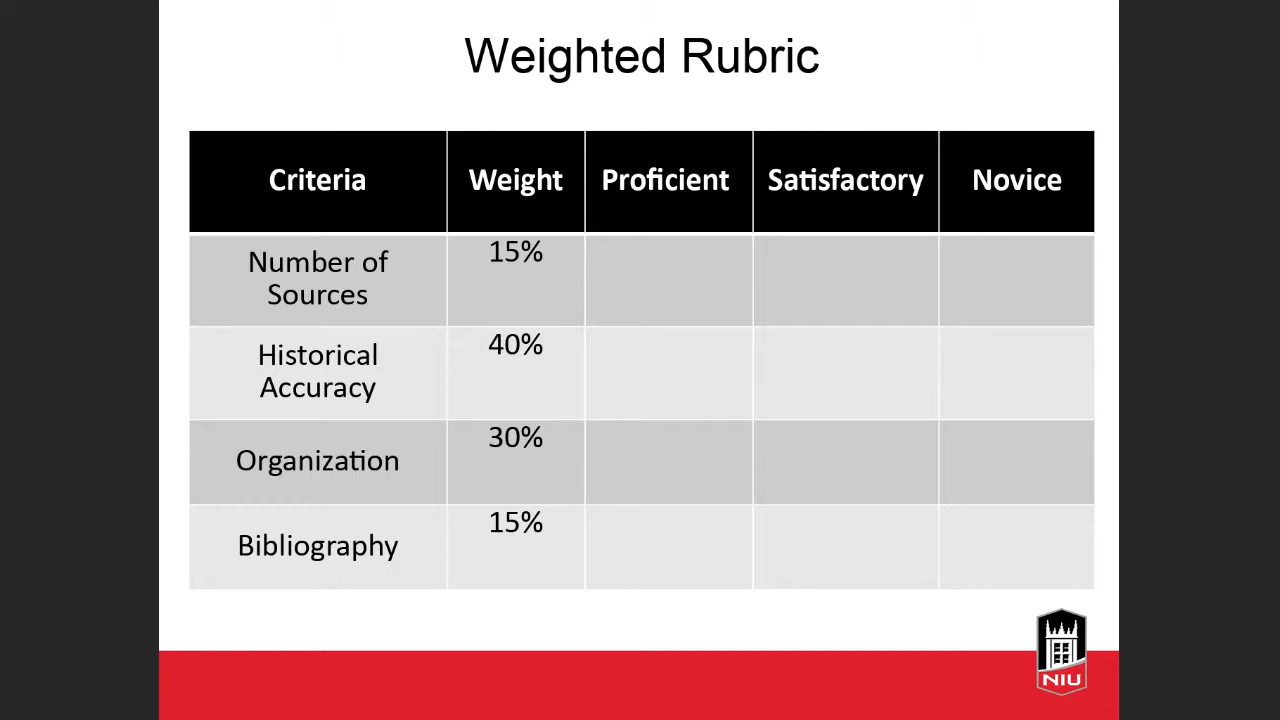 Weighted Rubric
Criteria Weight Proficient Satisfactory Novice
Number of
Sources
15%
Historical
Accuracy
40%
Organization
30%
Bibliography
15%
NIU